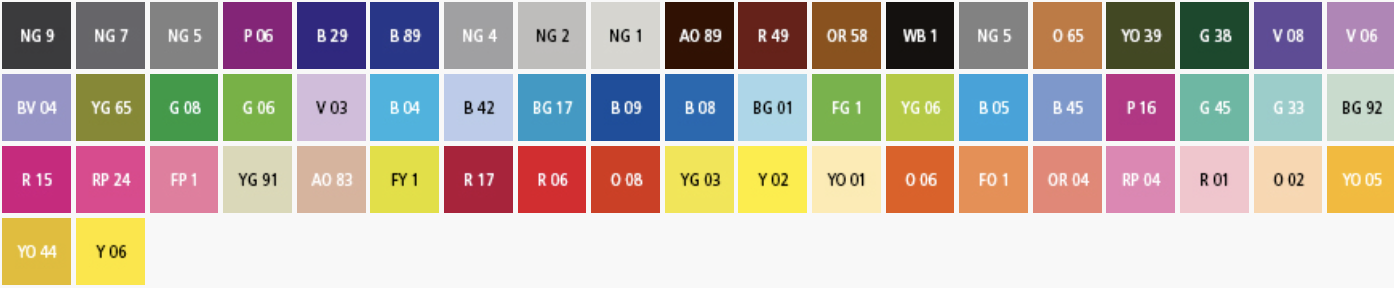 NG 9 NG 7 NG 5 P 06 B 29 B 89 NG 4 NG 2 NG 1 AO 89 R 49 OR 58 WB 1 NG 5 O 65 YO 39 G 38 V 08 V 06
BV 04 YG 65 G 08 G 06 V 03 B 04 B 42 BG 17 B 09 B 08 BG 01 FG 1 YG 06 B 05 B 45 P 16 G 45 G 33 BG 92
R 15 RP 24 FP 1 YG 91 AO 83 FY 1 R 17 R 06 O 08 YG 03 Y 02 YO 01 O 06 FO 1 OR 04 RP 04 R 01 O 02 YO 05
YO 44 Y 06